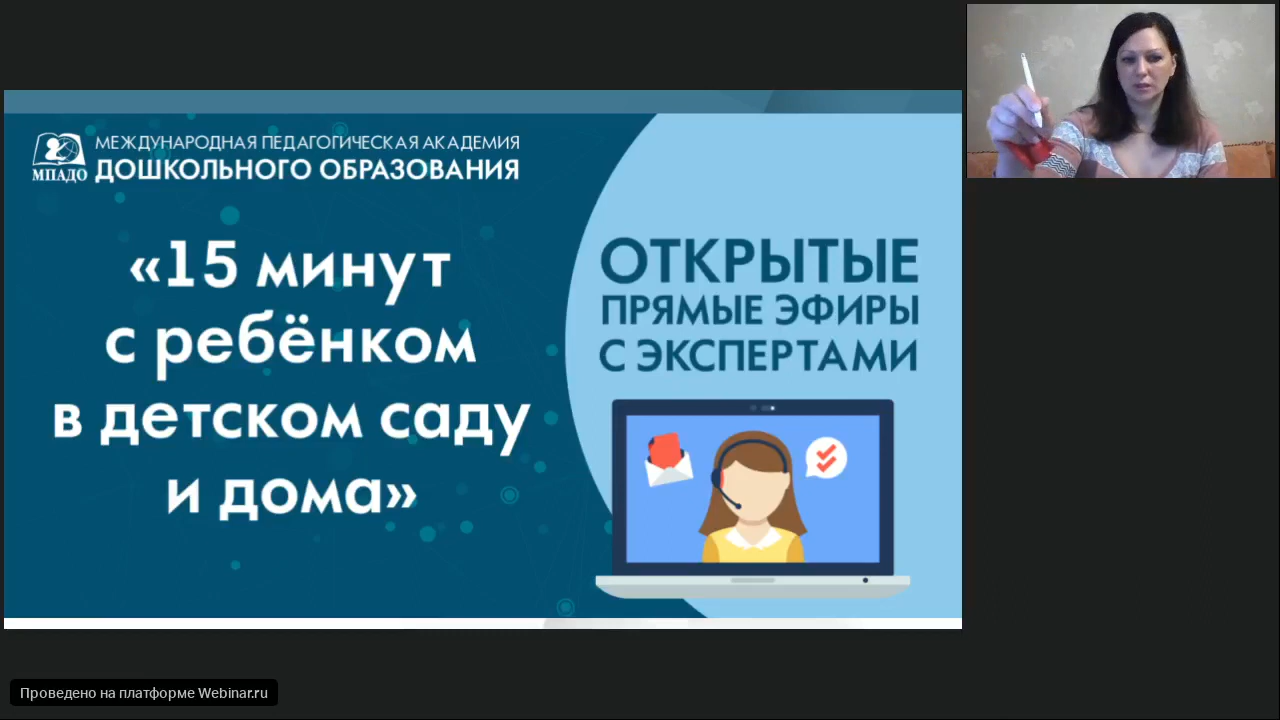 МЕЖДУНАРОДНАЯ ПЕДАГОГИЧЕСКАЯ АКАДЕМИЯ
ДОШКОЛЬНОГО ОБРАЗОВАНИЯ
МПАДО
«15 минут
с ребёнком
в детском саду
и дома»
ОТКРЫТЫЕ
ПРЯМЫЕ ЭФИРЫ
С ЭКСПЕРТАМИ
Проведено на платформе Webinar.ru